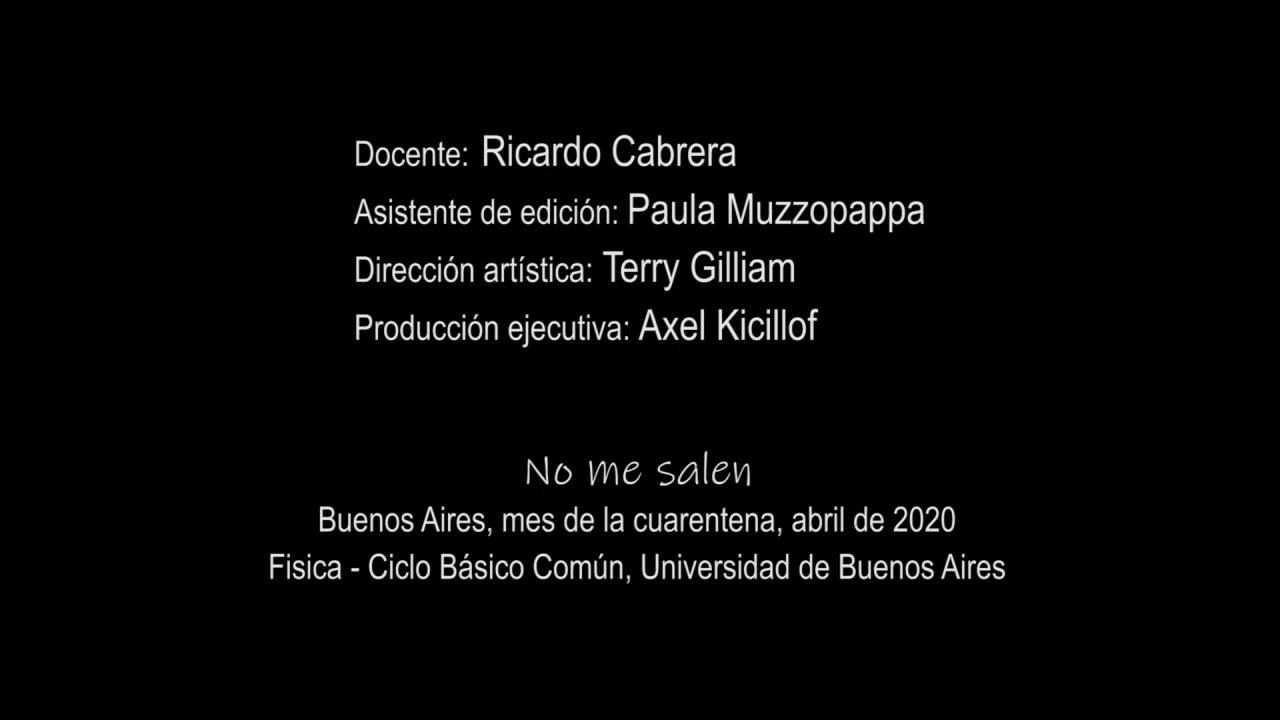 Docente: Ricardo Cabrera
Asistente de edición: Paula Muzzopappa
Dirección artística: Terry Gilliam
Producción ejecutiva: Axel Kicillof
No me salen
Buenos Aires, mes de la cuarentena, abril de 2020
Fisica - Ciclo Básico Común, Universidad de Buenos Aires